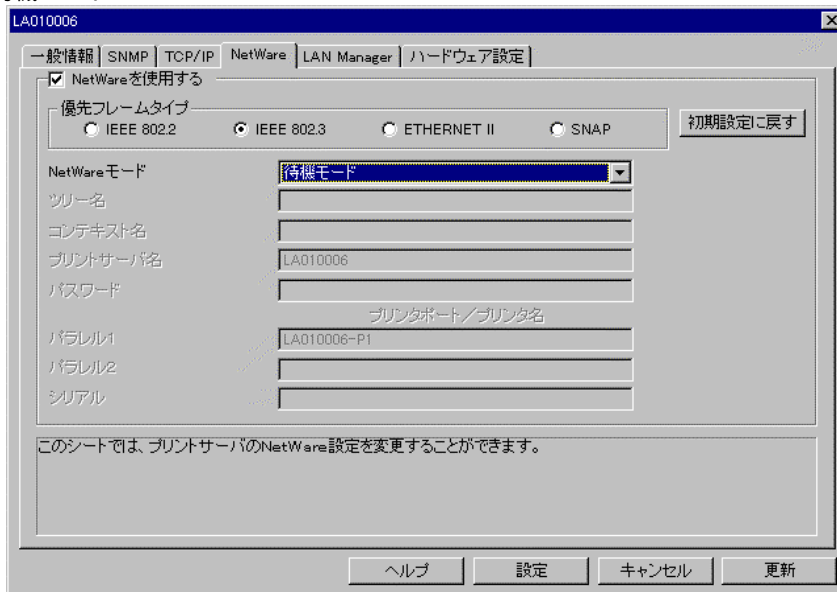 LA010006
一般情報 SNMP TCP/IP NetWare LAN Manager ハードウェア設定
NetWareを使用する
優先フレームタイプ
IEEE 802.2 IEEE 802.3 ETHERNET II SNAP
初期設定に戻す
NetWareモード 待機モード
ツリー名
コンテキスト名
プリントサーバ名 LA010006
パスワード
プリンタポート/プリンタ名
パラレル1 LA010006-P1
パラレル2
シリアル
このシートでは、プリントサーバのNetWare設定を変更することができます。
ヘルプ 設定 キャンセル 更新